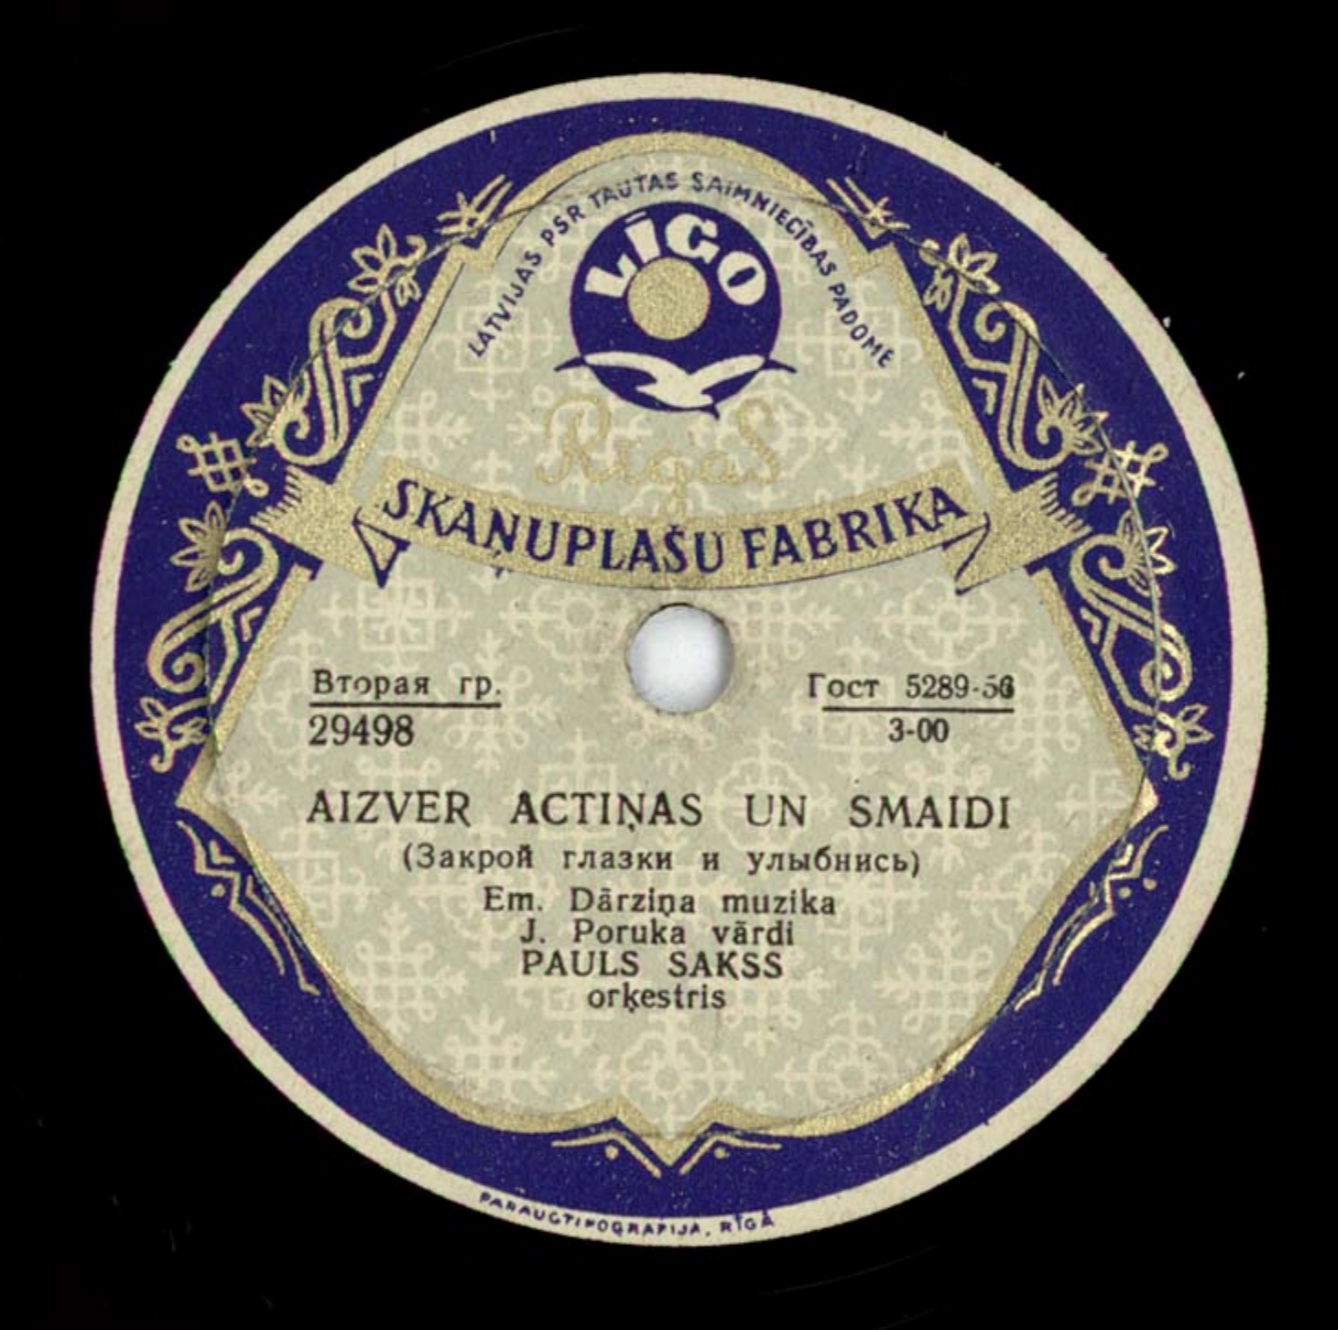 LATVIJAS PSR TAUTAS SAIMNIECĪBAS PADOME
LĪGO
Rīgas
SKAŅUPLAŠU FABRIKA
Вторая гр.
29498
Гост 5289-56
3-00
AIZVER ACTIŅAS UN SMAIDI
(Закрой глазки и улыбнись)
Em. Dārziņa muzika
J. Poruka vārdi
PAULS SAKSS
orķestris
PARAUGTIPOGRAFIJA, RĪGĀ